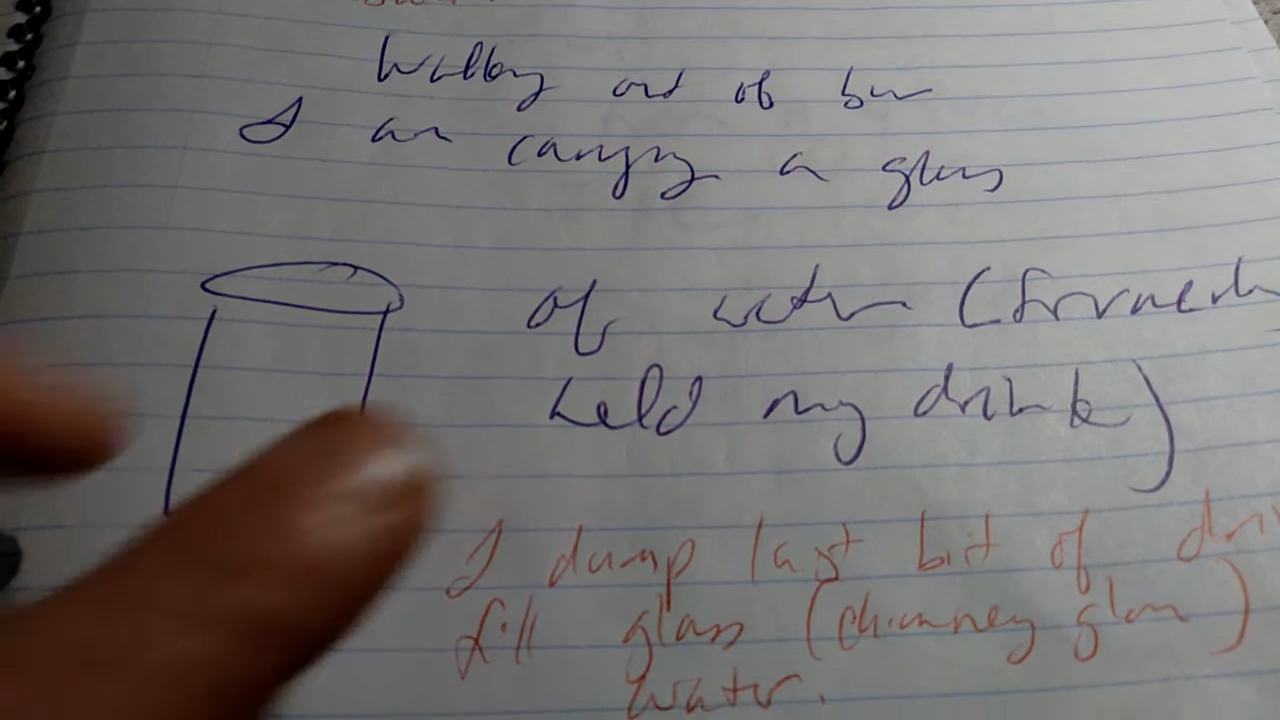 Walking out of bar
I am carrying a glass
of water (formerly
held my drink)
I dump last bit of
fill glass (chimney glass)
water.